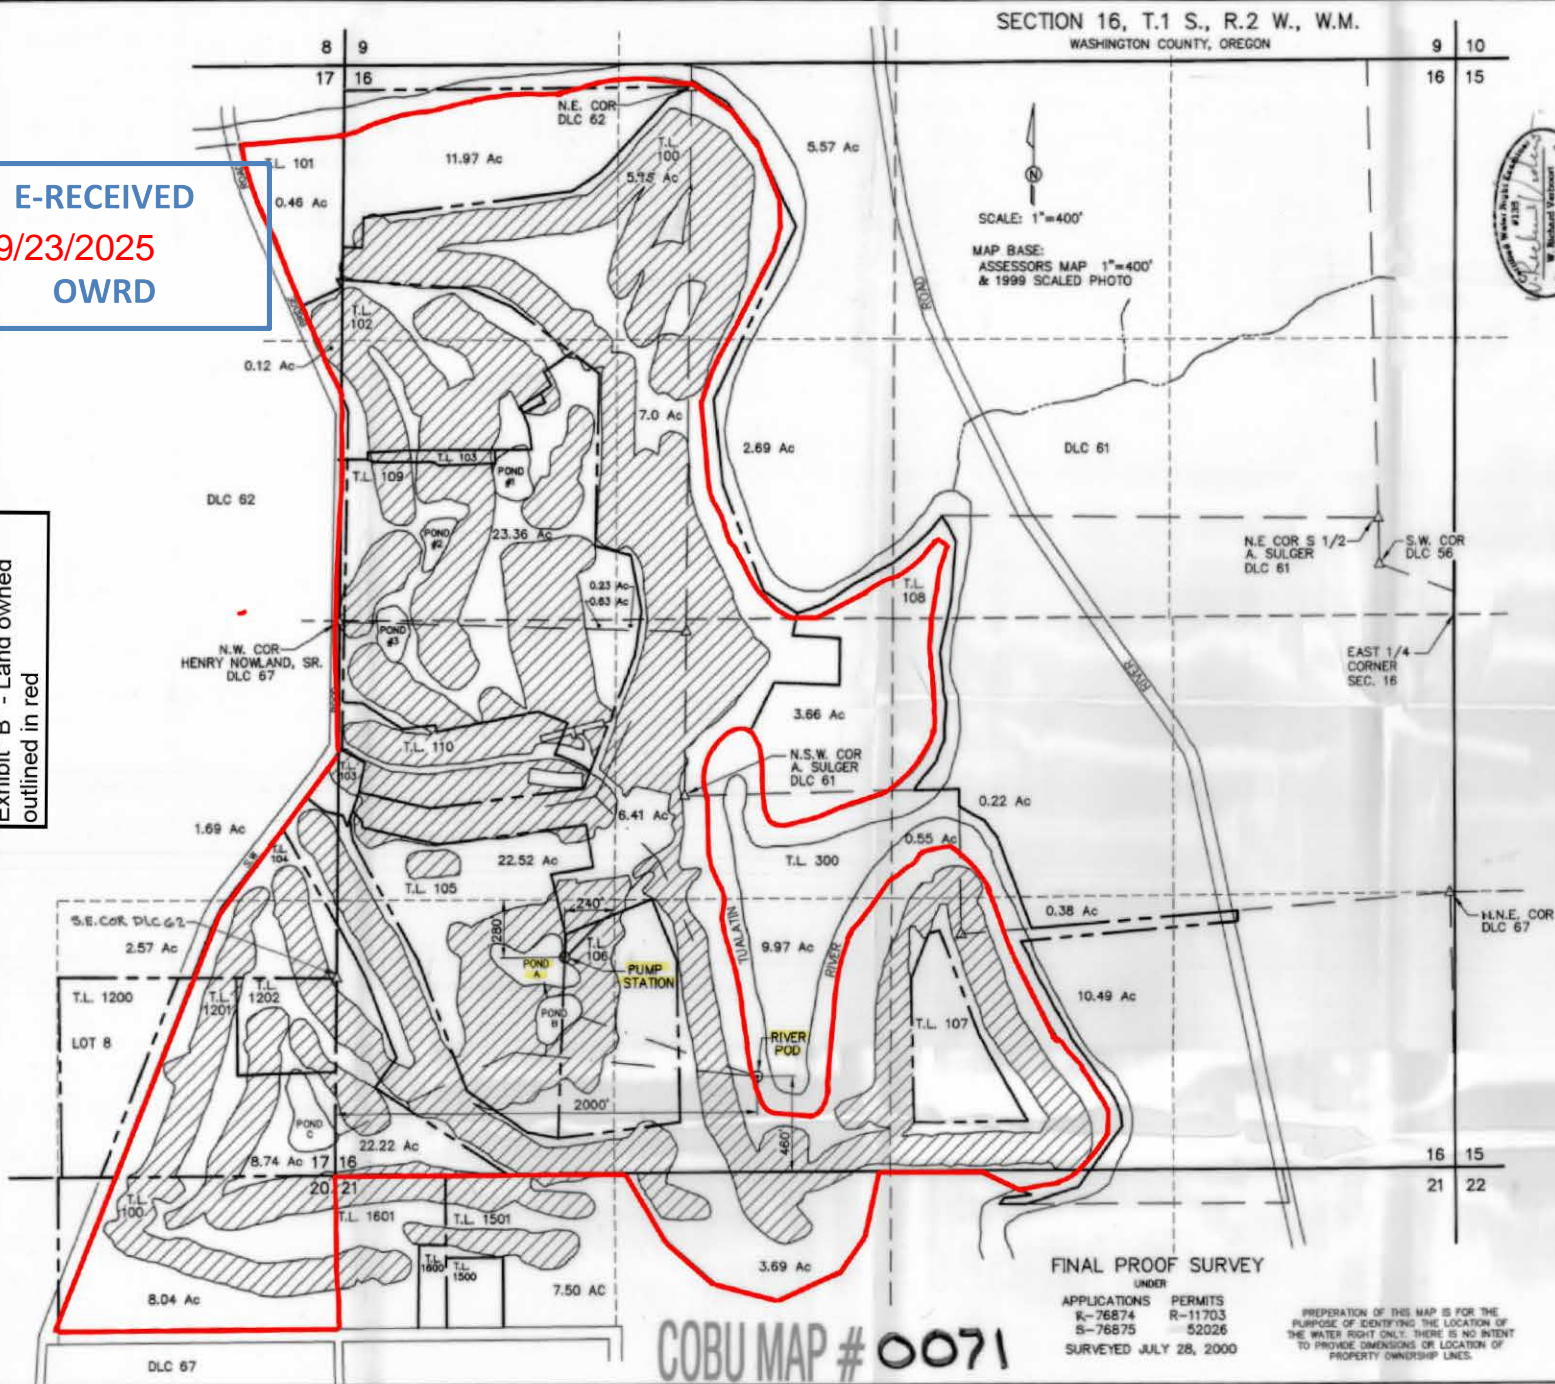 SECTION 16, T.1 S., R.2 W., W.M.
WASHINGTON COUNTY, OREGON
8 9
17 16
9 10
16 15
N.E. COR
DLC 62
T.L. 101
0.46 Ac
11.97 Ac
T.L.
100
5.15 Ac
5.57 Ac
ROAD
E-RECEIVED
9/23/2025
OWRD
N
SCALE: 1"=400'
MAP BASE:
ASSESSORS MAP 1"=400'
& 1999 SCALED PHOTO
ROAD
T.L.
102
0.12 Ac
7.0 Ac
2.69 Ac
DLC 61
T.L. 103
T.L. 109
POND
#1
DLC 62
POND
#2
23.36 Ac
N.E COR S 1/2
A. SULGER
DLC 61
S.W. COR
DLC 56
Exhibit "B" - Land owned
outlined in red
0.23 Ac
0.63 Ac
T.L.
108
POND
#3
N.W. COR
HENRY NOWLAND, SR.
DLC 67
EAST 1/4
CORNER
SEC. 16
RIVER
3.66 Ac
T.L. 110
T.L.
103
N.S.W. COR
A. SULGER
DLC 61
0.22 Ac
1.69 Ac
6.41 Ac
0.55 Ac
T.L.
104
S.W.
22.52 Ac
T.L. 300
T.L. 105
S.E.COR DLC 62
2.57 Ac
240'
280'
0.38 Ac
N.N.E. COR
DLC 67
T.L.
106
POND
A
PUMP
STATION
TUALATIN
9.97 Ac
RIVER
T.L. 1200
T.L.
1201
T.L.
1202
10.49 Ac
POND
B
LOT 8
RIVER
POD
T.L. 107
2000'
POND
C
460'
22.22 Ac
8.74 Ac
17 16
20 21
16 15
21 22
T.L.
100
T.L. 1601
T.L. 1501
T.L.
1600
T.L.
1500
3.69 Ac
7.50 AC
8.04 Ac
FINAL PROOF SURVEY
UNDER
APPLICATIONS PERMITS
R-76874 R-11703
S-76875 52026
SURVEYED JULY 28, 2000
PREPERATION OF THIS MAP IS FOR THE
PURPOSE OF IDENTIFYING THE LOCATION OF
THE WATER RIGHT ONLY. THERE IS NO INTENT
TO PROVIDE DIMENSIONS OR LOCATION OF
PROPERTY OWNERSHIP LINES.
COBU MAP # 0071
DLC 67